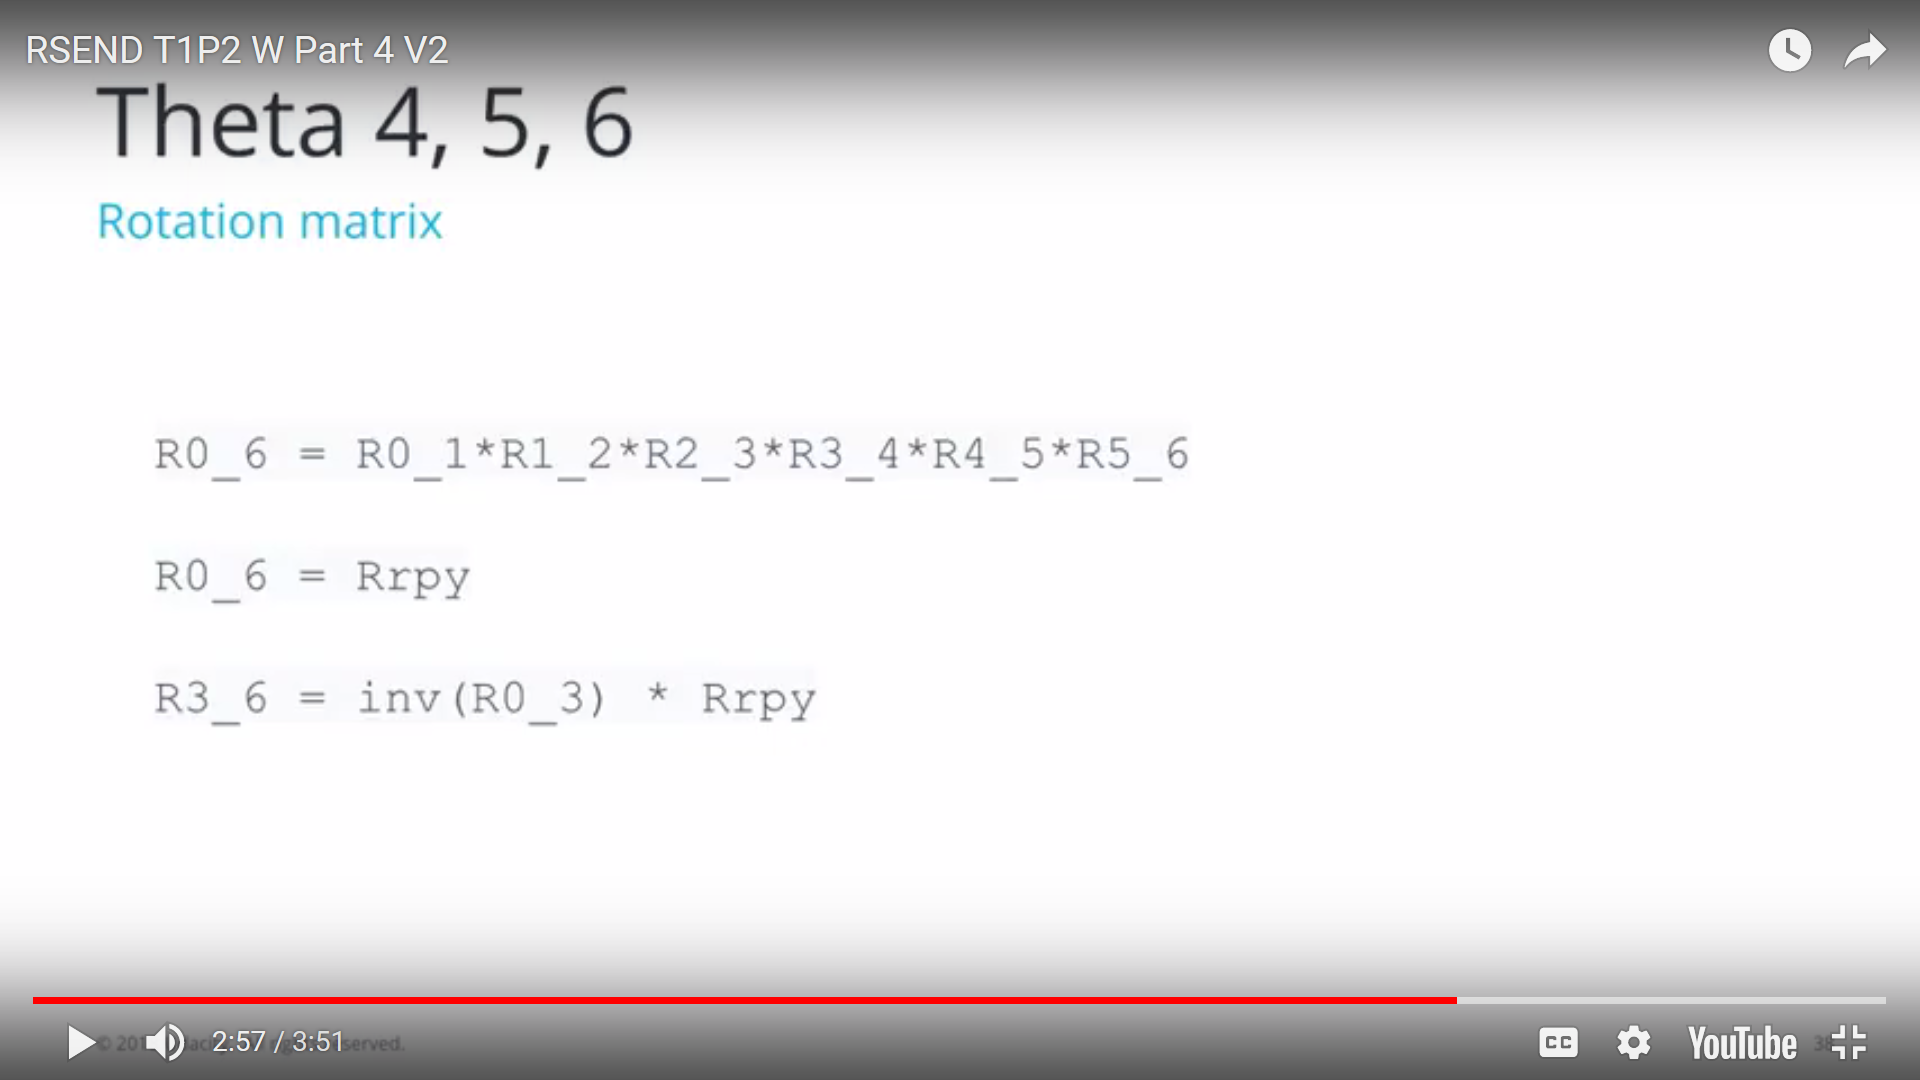 RSEND T1P2 W Part 4 V2
Theta 4, 5, 6
Rotation matrix
R0_6 = R0_1*R1_2*R2_3*R3_4*R4_5*R5_6
R0_6 = Rrpy
R3_6 = inv(R0_3) * Rrpy
2:57 / 3:51
CC
YouTube